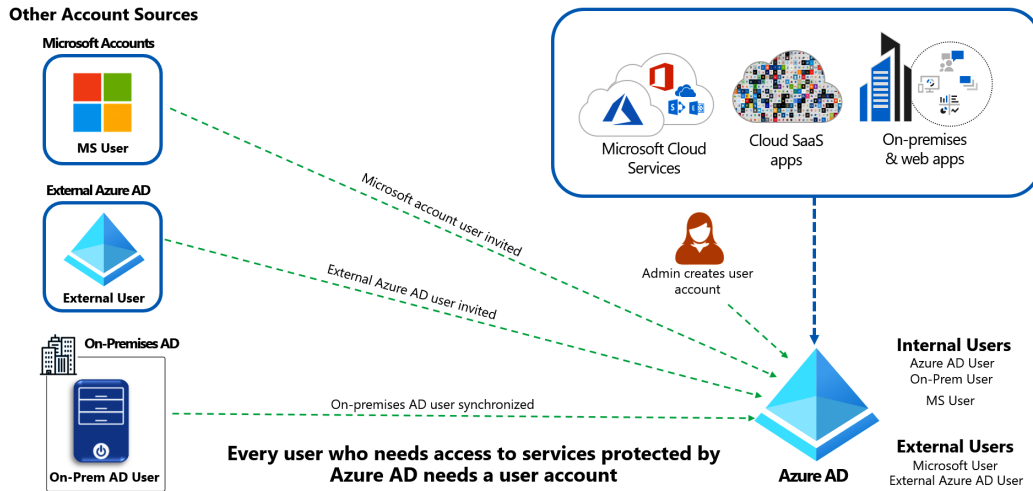 Other Account Sources
Microsoft Accounts
MS User
External Azure AD
External User
On-Premises AD
On-Prem AD User
Microsoft account user invited
External Azure AD user invited
On-premises AD user synchronized
Microsoft Cloud
Services
Cloud SaaS
apps
On-premises
& web apps
Admin creates user
account
Azure AD
Internal Users
Azure AD User
On-Prem User
MS User
External Users
Microsoft User
External Azure AD User
Every user who needs access to services protected by
Azure AD needs a user account